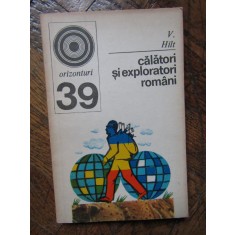 orizonturi
39
V.
Hilt
călători
și exploratori
români